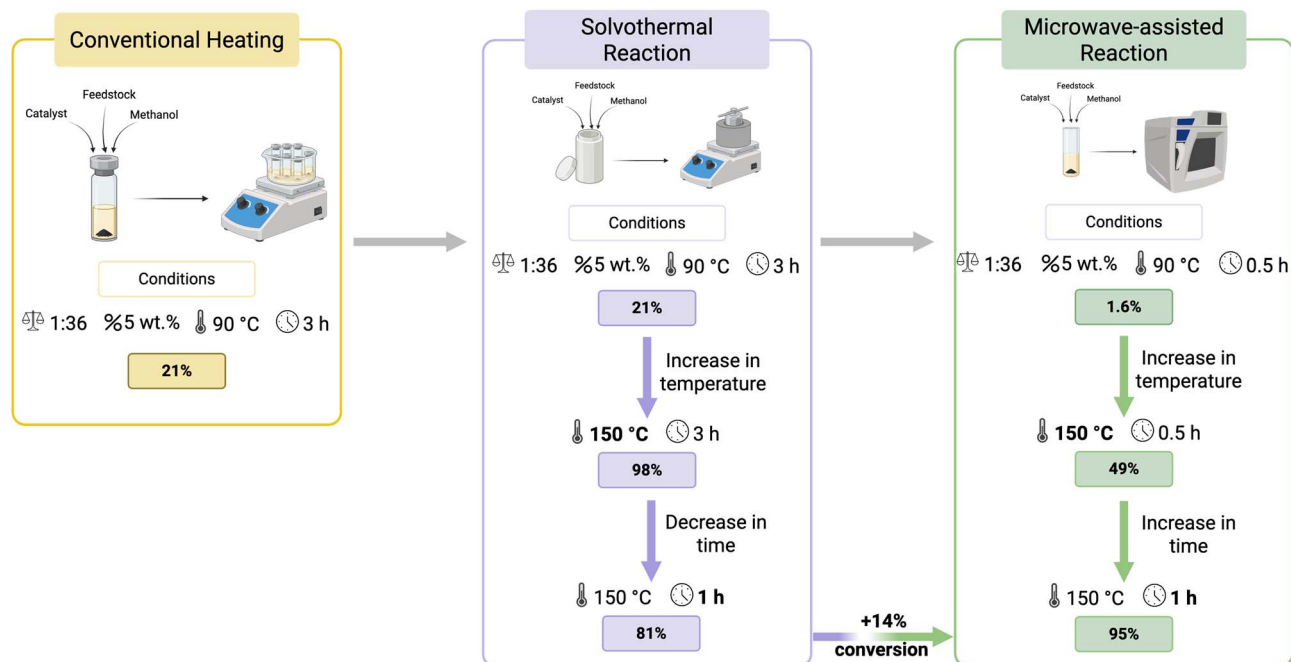 Conventional Heating
Feedstock
Catalyst
Methanol
Conditions
1:36 %5 wt.% 90 °C 3 h
21%
Solvothermal
Reaction
Feedstock
Catalyst
Methanol
Conditions
1:36 %5 wt.% 90 °C 3 h
21%
Increase in
temperature
150 °C 3 h
98%
Decrease in
time
150 °C 1 h
81%
+14%
conversion
Microwave-assisted
Reaction
Feedstock
Catalyst
Methanol
Conditions
1:36 %5 wt.% 90 °C 0.5 h
1.6%
Increase in
temperature
150 °C 0.5 h
49%
Increase in
time
150 °C 1 h
95%